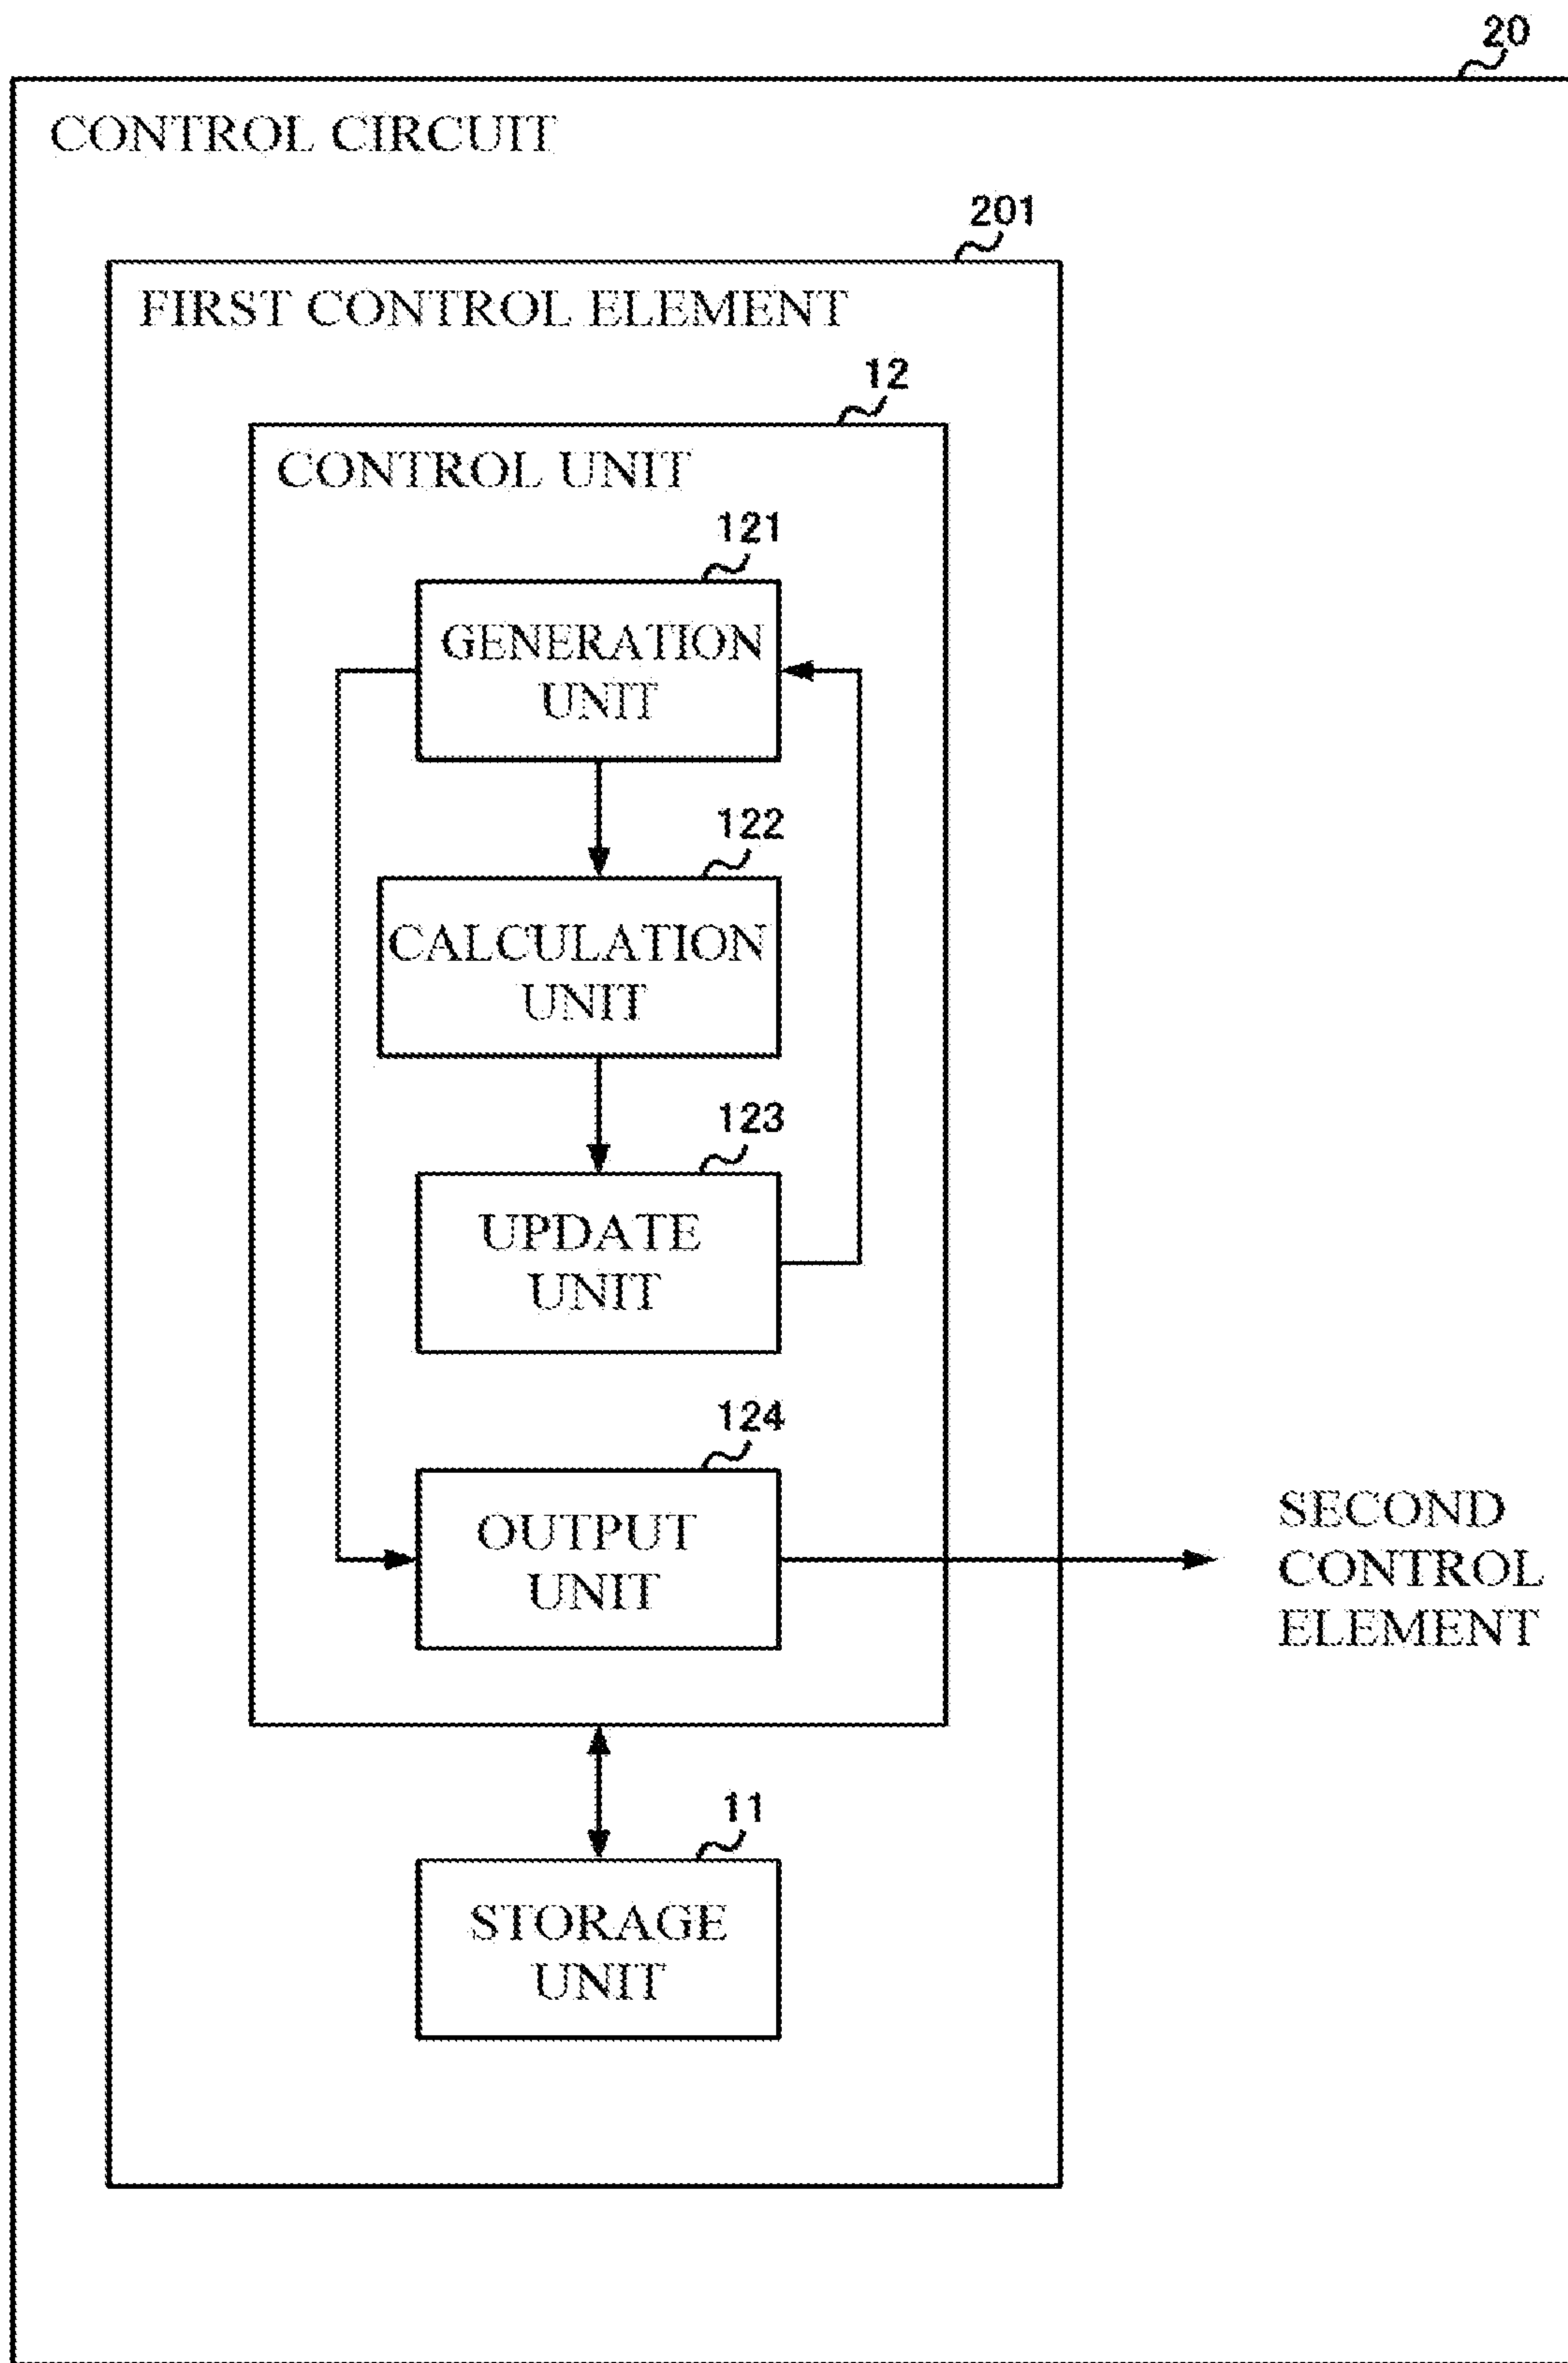 20
CONTROL CIRCUIT
201
FIRST CONTROL ELEMENT
12
CONTROL UNIT
121
GENERATION
UNIT
122
CALCULATION
UNIT
123
UPDATE
UNIT
124
OUTPUT
UNIT
SECOND
CONTROL
ELEMENT
11
STORAGE
UNIT